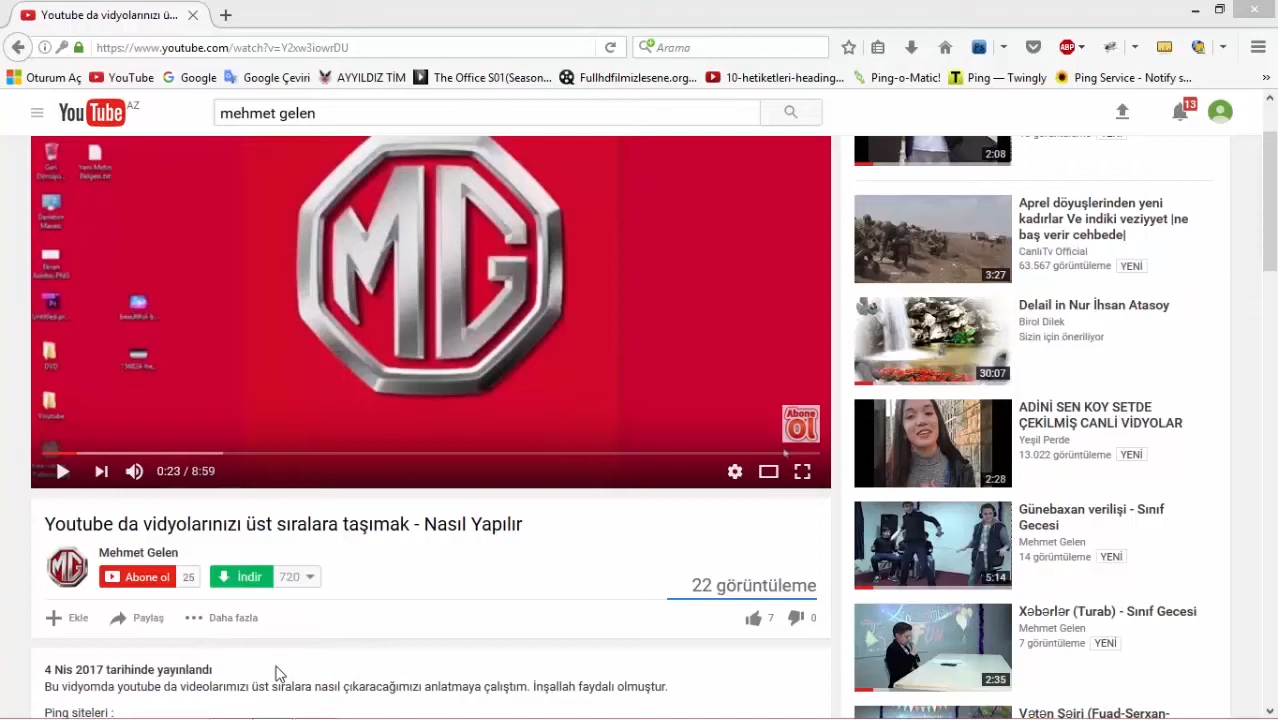 Youtube da vidyolarınızı ü...
https://www.youtube.com/watch?v=Y2xw3iowrDU
Arama
ABP
Oturum Aç
YouTube
Google
Google Çeviri
AYYILDIZ TİM
The Office S01(Season...
Fullhdfilmizlesene.org...
10-hetiketleri-heading...
Ping-o-Matic!
Ping — Twingly
Ping Service - Notify s...
YouTube AZ
mehmet gelen
13
MG
Abone Ol
0:23 / 8:59
Youtube da vidyolarınızı üst sıralara taşımak - Nasıl Yapılır
Mehmet Gelen
Abone ol 25
İndir 720
22 görüntüleme
Ekle
Paylaş
Daha fazla
7
0
4 Nis 2017 tarihinde yayınlandı
Bu vidyomda youtube da videolarımızı üst sıralara nasıl çıkaracağımızı anlatmaya çalıştım. İnşallah faydalı olmuştur.
Ping siteleri :
2:08
Aprel döyuşlerinden yeni
kadırlar Ve indiki veziyyet |ne
baş verir cehbede|
CanlıTv Official
63.567 görüntüleme YENİ
3:27
Delail in Nur İhsan Atasoy
Birol Dilek
Sizin için öneriliyor
30:07
ADİNİ SEN KOY SETDE
ÇEKİLMİŞ CANLİ VİDYOLAR
Yeşil Perde
13.022 görüntüleme YENİ
2:28
Günebaxan verilişi - Sınıf
Gecesi
Mehmet Gelen
14 görüntüleme YENİ
5:14
Xəbərlər (Turab) - Sınıf Gecesi
Mehmet Gelen
7 görüntüleme YENİ
2:35
Vətən Şeiri (Fuad-Serxan-